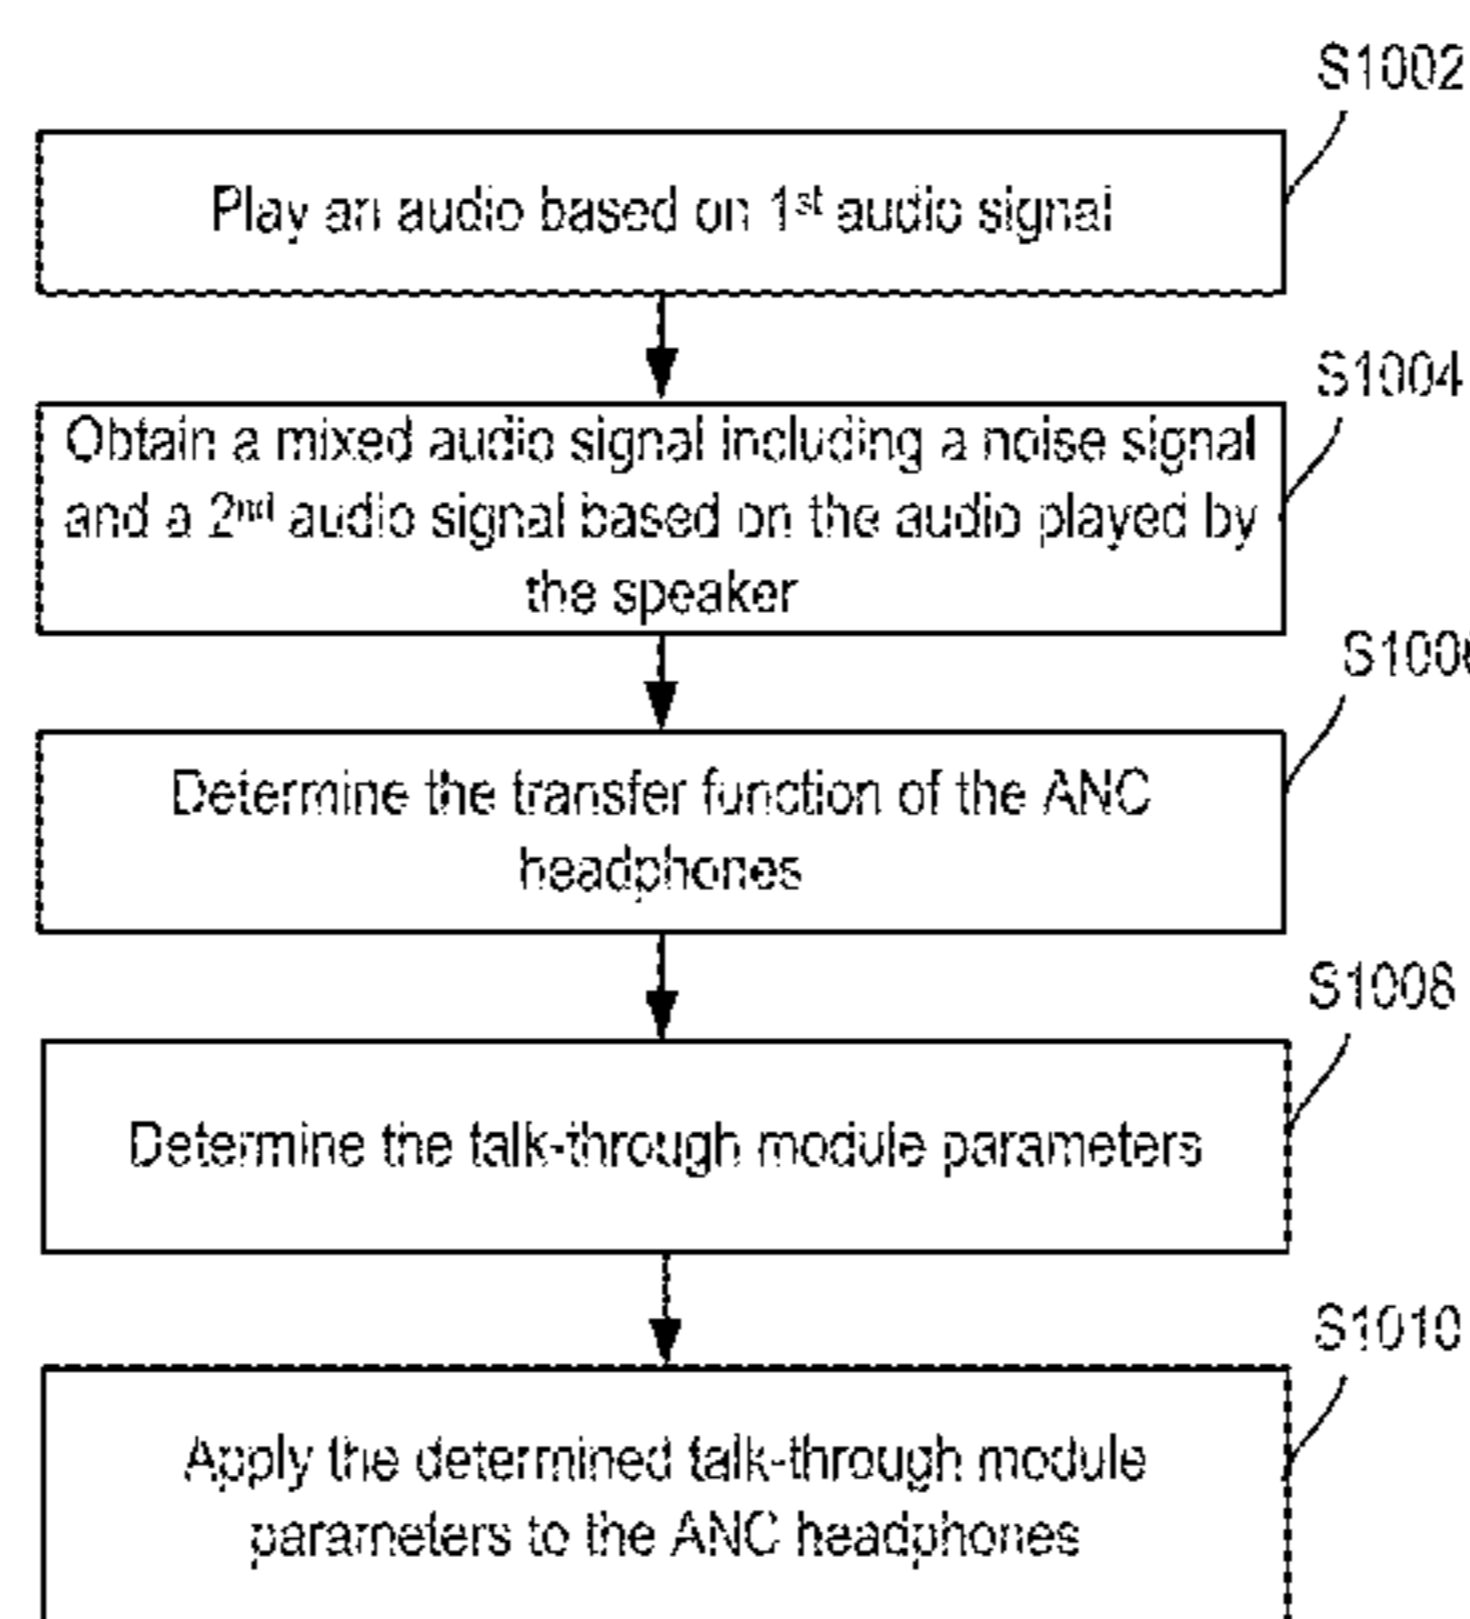 S1002
Play an audio based on 1st audio signal
S1004
Obtain a mixed audio signal including a noise signal
and a 2nd audio signal based on the audio played by
the speaker
Determine the transfer function of the ANC
headphones
S1008
Determine the talk-through module parameters
S1010
Apply the determined talk-through module
parameters to the ANC headphones